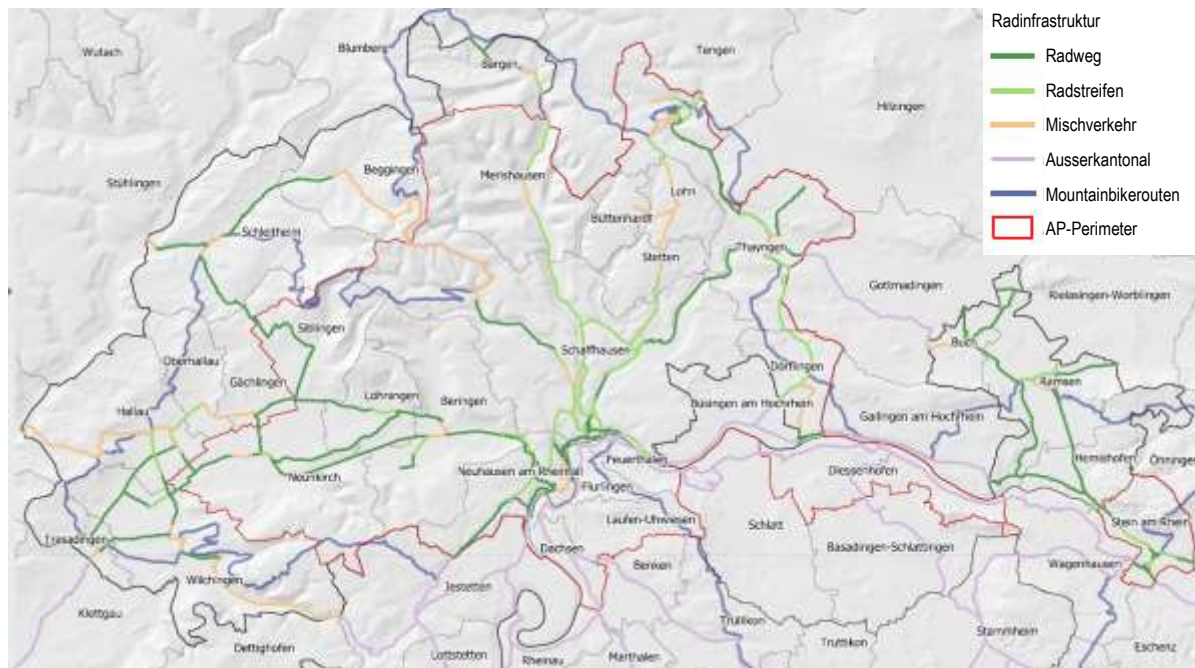 Radinfrastruktur
Radweg
Radstreifen
Mischverkehr
Ausserkantonal
Mountainbikerouten
AP-Perimeter
Wutach
Blumberg
Bargen
Tengen
Hilzingen
Stühlingen
Beggingen
Merishausen
Lohn
Büttenhardt
Schleitheim
Stetten
Thayngen
Gottmadingen
Rielasingen-Worblingen
Siblingen
Oberhallau
Schaffhausen
Buch
Dörflingen
Ramsen
Gächlingen
Löhningen
Beringen
Büsingen am Hochrhein
Gailingen am Hochrhein
Hallau
Feuerthalen
Hemishofen
Öhningen
Neunkirch
Neuhausen am Rheinfall
Flurlingen
Diessenhofen
Laufen-Uhwiesen
Schlatt
Stein am Rhein
Trasadingen
Dachsen
Basadingen-Schlattingen
Wagenhausen
Benken
Wilchingen
Jestetten
Klettgau
Trüllikon
Stammheim
Dettighofen
Lottstetten
Rheinau
Marthalen
Truttikon
Eschenz